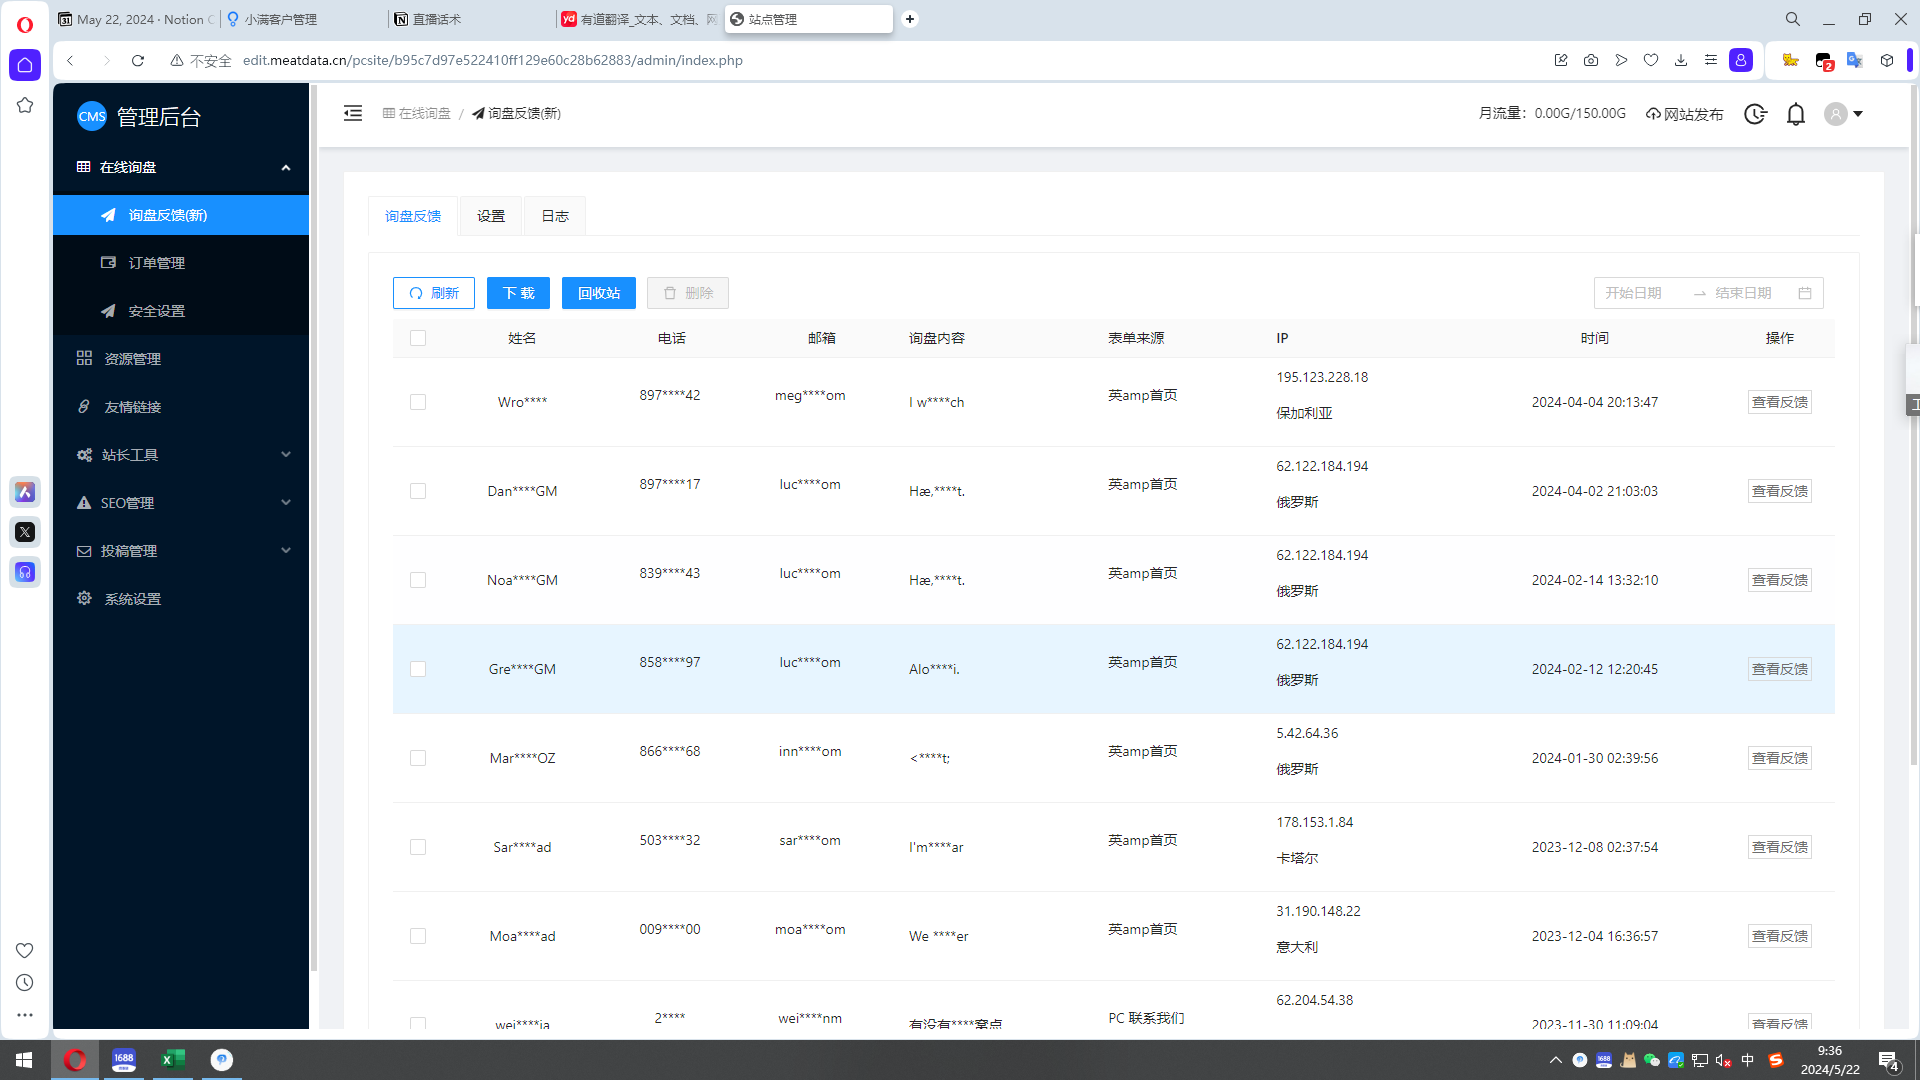 May 22, 2024 · Notion C
小满客户管理
直播话术
有道翻译_文本、文档、网
站点管理
不安全
edit.meatdata.cn/pcsite/b95c7d97e522410ff129e60c28b62883/admin/index.php
2
CMS 管理后台
在线询盘
询盘反馈(新)
订单管理
安全设置
资源管理
友情链接
站长工具
SEO管理
投稿管理
系统设置
在线询盘 / 询盘反馈(新)
月流量：0.00G/150.00G
网站发布
询盘反馈
设置
日志
刷新
下 载
回收站
删除
开始日期 → 结束日期
姓名 电话 邮箱 询盘内容 表单来源 IP 时间 操作
Wro**** 897****42 meg****om I w****ch 英amp首页 195.123.228.18 保加利亚 2024-04-04 20:13:47 查看反馈
Dan****GM 897****17 luc****om Hæ,****t. 英amp首页 62.122.184.194 俄罗斯 2024-04-02 21:03:03 查看反馈
Noa****GM 839****43 luc****om Hæ,****t. 英amp首页 62.122.184.194 俄罗斯 2024-02-14 13:32:10 查看反馈
Gre****GM 858****97 luc****om Alo****i. 英amp首页 62.122.184.194 俄罗斯 2024-02-12 12:20:45 查看反馈
Mar****OZ 866****68 inn****om <****t; 英amp首页 5.42.64.36 俄罗斯 2024-01-30 02:39:56 查看反馈
Sar****ad 503****32 sar****om I'm****ar 英amp首页 178.153.1.84 卡塔尔 2023-12-08 02:37:54 查看反馈
Moa****ad 009****00 moa****om We ****er 英amp首页 31.190.148.22 意大利 2023-12-04 16:36:57 查看反馈
wei****ia 2**** wei****nm 有没有****窝点 PC 联系我们 62.204.54.38 2023-11-30 11:09:04 查看反馈
1688
中
9:36
2024/5/22
4